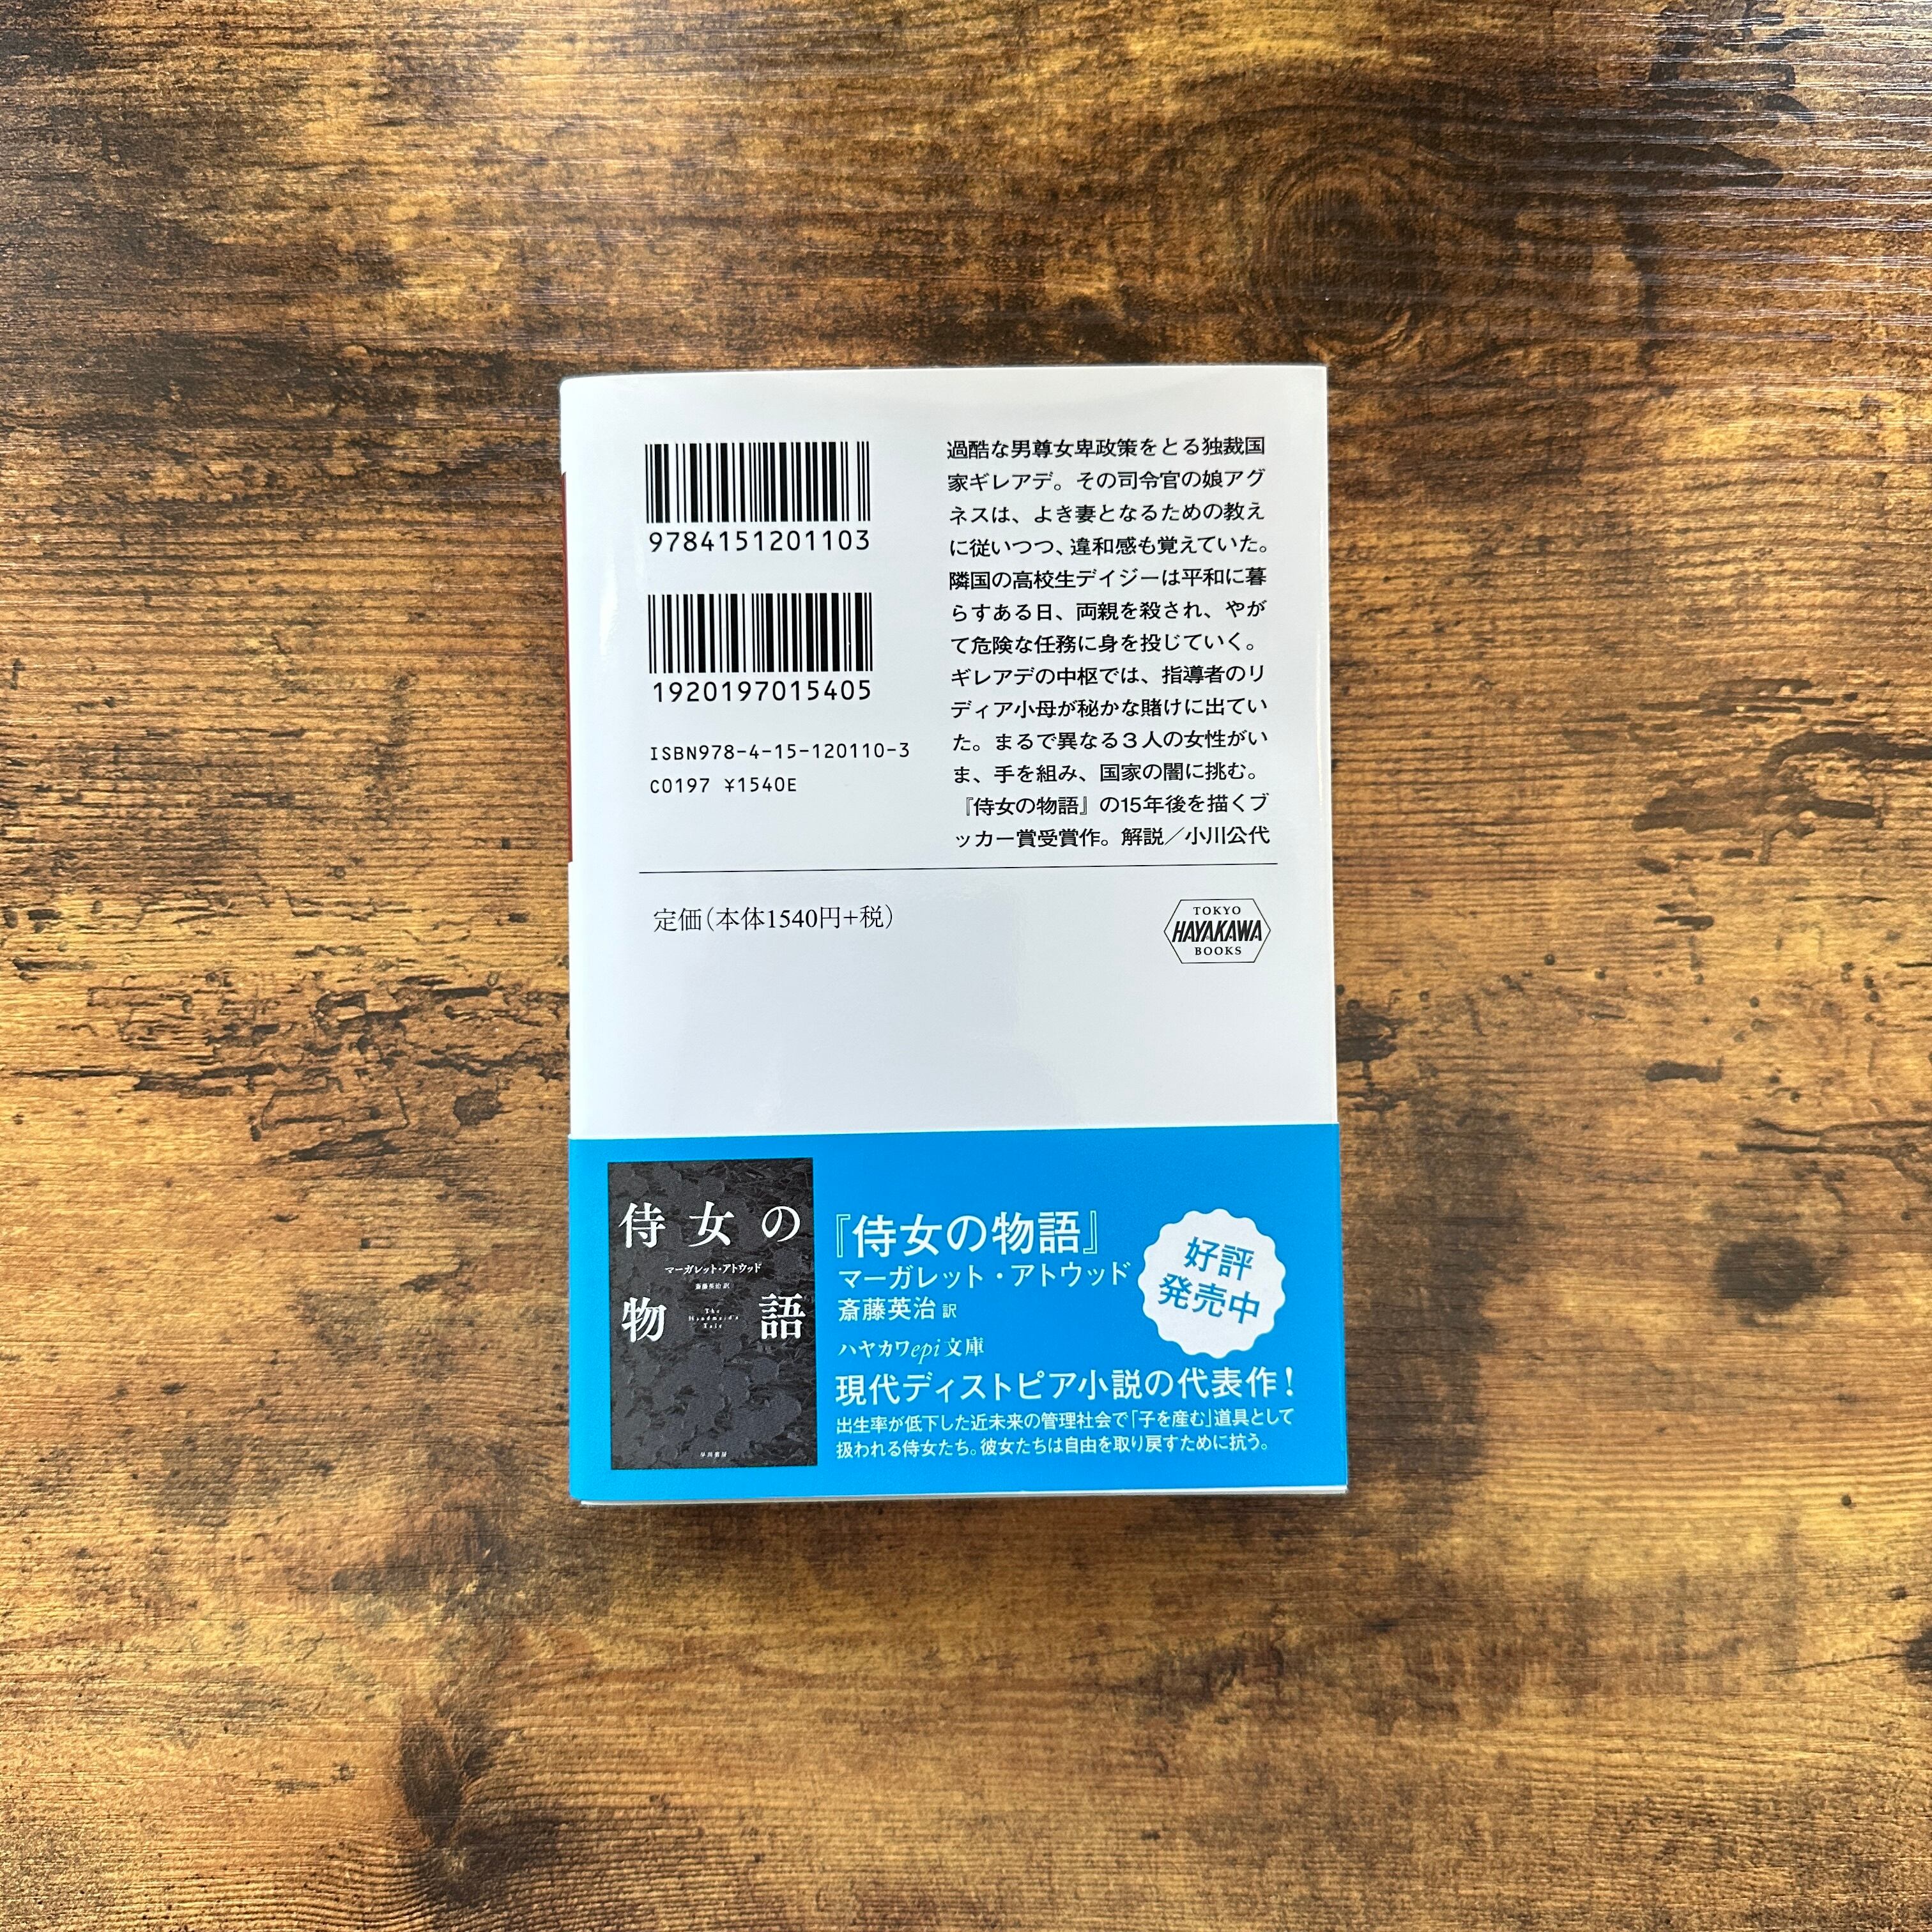 9784151201103
1920197015405
ISBN978-4-15-120110-3
C0197 ¥1540E
過酷な男尊女卑政策をとる独裁国
家ギレアデ。その司令官の娘アグ
ネスは、よき妻となるための教え
に従いつつ、違和感も覚えていた。
隣国の高校生デイジーは平和に暮
らすある日、両親を殺され、やが
て危険な任務に身を投じていく。
ギレアデの中枢では、指導者のリ
ディア小母が秘かな賭けに出てい
た。まるで異なる3人の女性がい
ま、手を組み、国家の闇に挑む。
『侍女の物語』の15年後を描くブ
ッカー賞受賞作。解説／小川公代
定価(本体1540円+税)
TOKYO
HAYAKAWA
BOOKS
侍女の
マーガレット・アトウッド
斎藤英治 訳
物語
The
Handmaid's
Tale
早川書房
『侍女の物語』
マーガレット・アトウッド
斎藤英治 訳
ハヤカワepi文庫
好評
発売中
現代ディストピア小説の代表作！
出生率が低下した近未来の管理社会で「子を産む」道具として
扱われる侍女たち。彼女たちは自由を取り戻すために抗う。